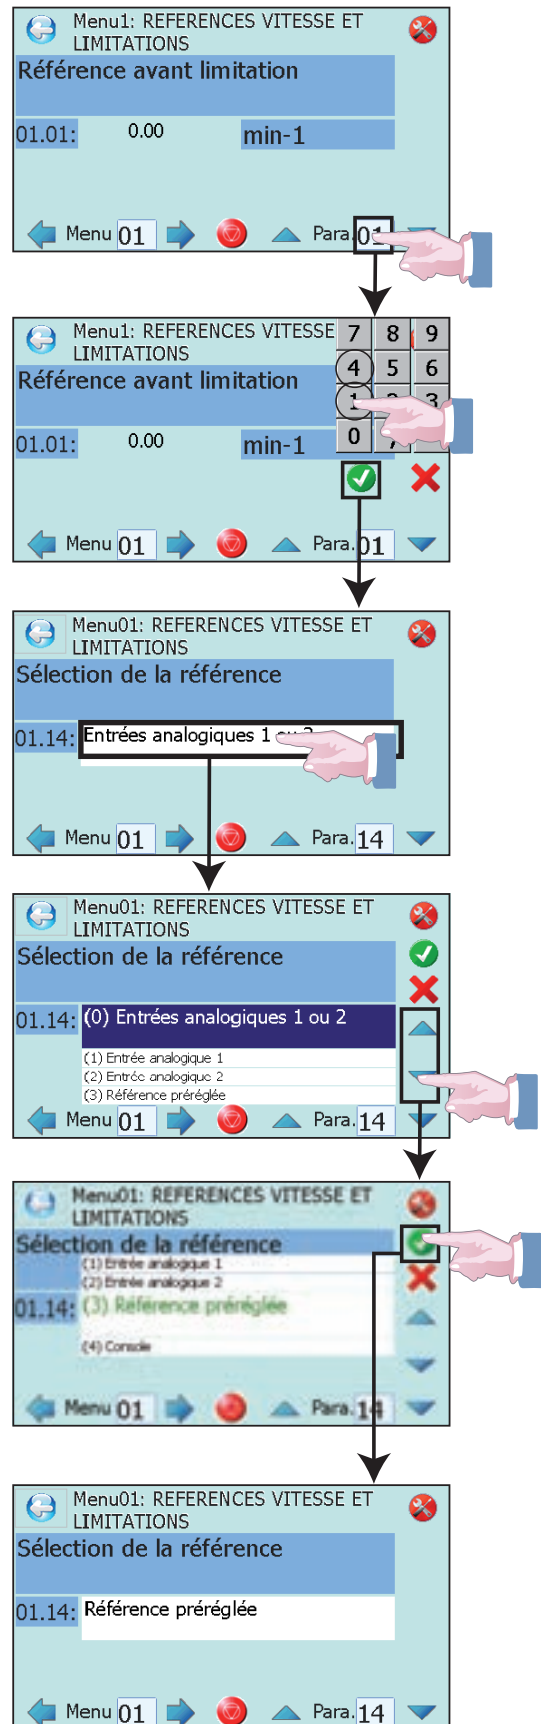 Menu1: REFERENCES VITESSE ET
LIMITATIONS
Référence avant limitation
01.01: 0.00 min-1
Menu 01 Para. 01
Menu1: REFERENCES VITESSE
LIMITATIONS
7 8 9
Référence avant limitation
4 5 6
1 2 3
01.01: 0.00 min-1
0 ,
Menu 01 Para. 01
Menu01: REFERENCES VITESSE ET
LIMITATIONS
Sélection de la référence
01.14: Entrées analogiques 1 ou 2
Menu 01 Para. 14
Menu01: REFERENCES VITESSE ET
LIMITATIONS
Sélection de la référence
01.14: (0) Entrées analogiques 1 ou 2
(1) Entrée analogique 1
(2) Entrée analogique 2
(3) Référence préréglée
Menu 01 Para. 14
Menu01: REFERENCES VITESSE ET
LIMITATIONS
Sélection de la référence
(1) Entrée analogique 1
(2) Entrée analogique 2
01.14: (3) Référence préréglée
(4) Console
Menu 01 Para. 14
Menu01: REFERENCES VITESSE ET
LIMITATIONS
Sélection de la référence
01.14: Référence préréglée
Menu 01 Para. 14